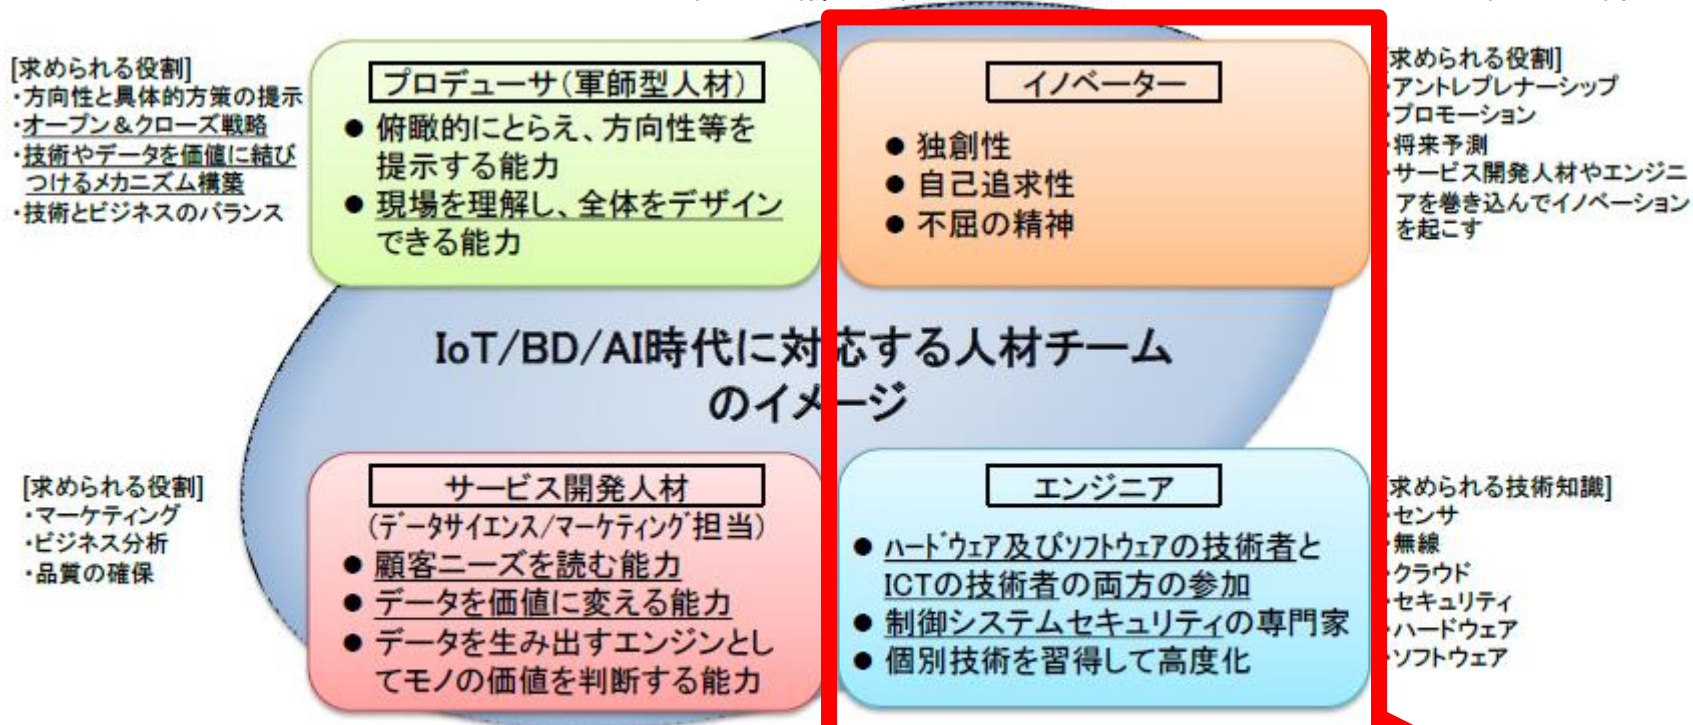 [求められる役割]
・方向性と具体的方策の提示
・オープン＆クローズ戦略
・技術やデータを価値に結び
つけるメカニズム構築
・技術とビジネスのバランス
プロデューサ(軍師型人材)
● 俯瞰的にとらえ、方向性等を
提示する能力
● 現場を理解し、全体をデザイン
できる能力
イノベーター
● 独創性
● 自己追求性
● 不屈の精神
求められる役割]
・アントレプレナーシップ
・プロモーション
・将来予測
・サービス開発人材やエンジニ
アを巻き込んでイノベーション
を起こす
IoT/BD/AI時代に対応する人材チーム
のイメージ
[求められる役割]
・マーケティング
・ビジネス分析
・品質の確保
サービス開発人材
(ﾃﾞｰﾀｻｲｴﾝｽ/ﾏｰｹﾃｨﾝｸﾞ担当)
● 顧客ニーズを読む能力
● データを価値に変える能力
● データを生み出すエンジンとし
てモノの価値を判断する能力
エンジニア
● ﾊｰﾄﾞｳｪｱ及びｿﾌﾄｳｪｱの技術者と
ICTの技術者の両方の参加
● 制御システムセキュリティの専門家
● 個別技術を習得して高度化
求められる技術知識]
・センサ
・無線
・クラウド
・セキュリティ
・ハードウェア
・ソフトウェア